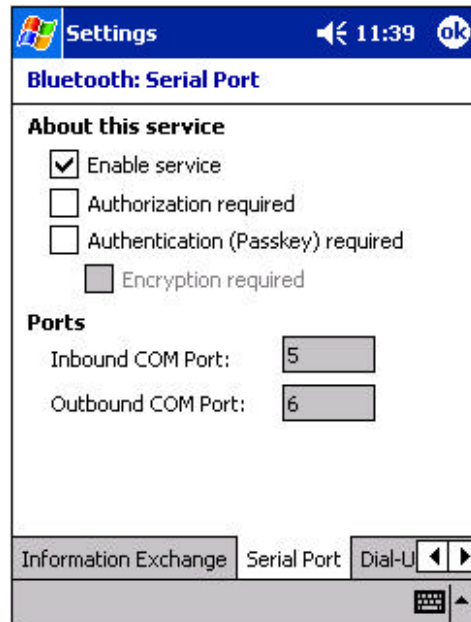 Settings 11:39 ok
Bluetooth: Serial Port
About this service
Enable service
Authorization required
Authentication (Passkey) required
Encryption required
Ports
Inbound COM Port: 5
Outbound COM Port: 6
Information Exchange Serial Port Dial-U